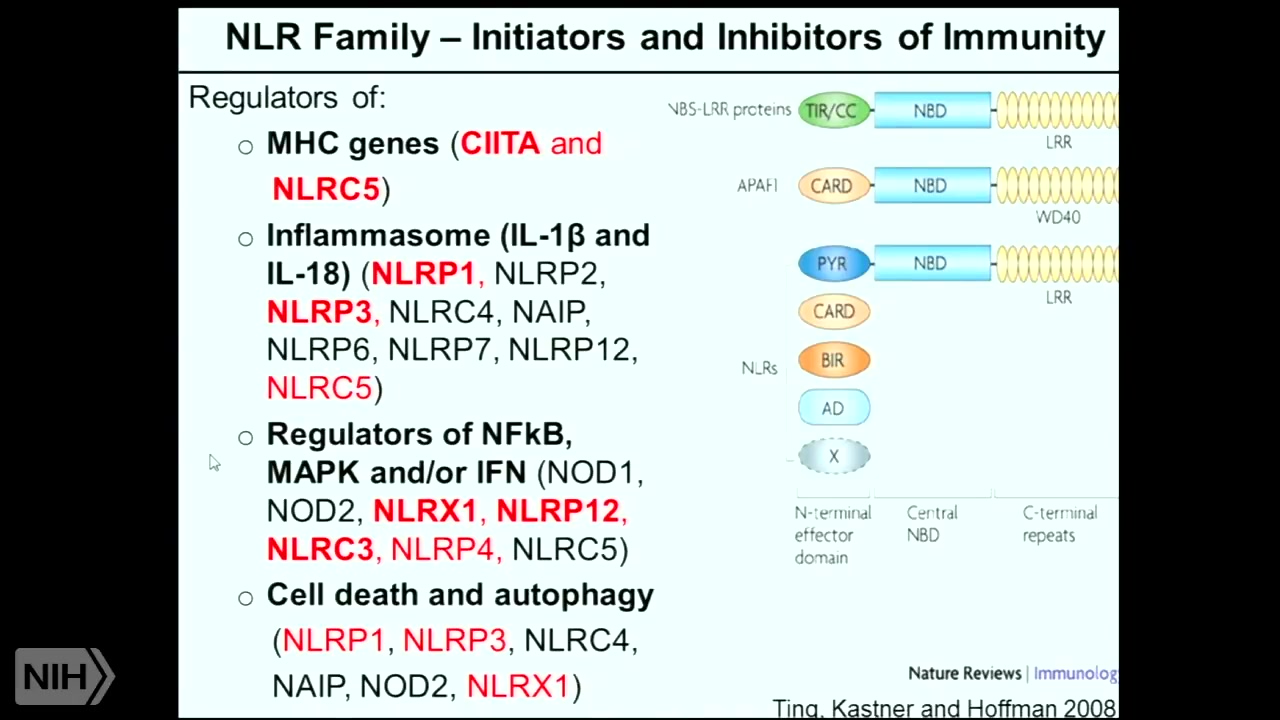 NLR Family – Initiators and Inhibitors of Immunity
Regulators of:
○ MHC genes (CIITA and
NLRC5)
○ Inflammasome (IL-1β and
IL-18) (NLRP1, NLRP2,
NLRP3, NLRC4, NAIP,
NLRP6, NLRP7, NLRP12,
NLRC5)
○ Regulators of NFkB,
MAPK and/or IFN (NOD1,
NOD2, NLRX1, NLRP12,
NLRC3, NLRP4, NLRC5)
○ Cell death and autophagy
(NLRP1, NLRP3, NLRC4,
NAIP, NOD2, NLRX1)
NBS-LRR proteins TIR/CC NBD
LRR
APAF1 CARD NBD
WD40
PYR NBD
LRR
CARD
BIR
NLRs
AD
X
N-terminal
effector
domain
Central
NBD
C-terminal
repeats
Nature Reviews | Immunolog
Ting, Kastner and Hoffman 2008
NIH